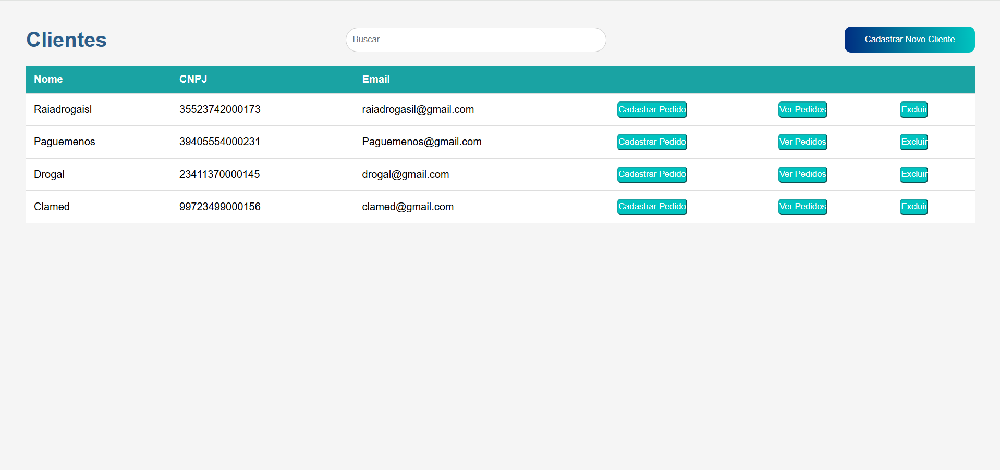 Clientes
Buscar...
Cadastrar Novo Cliente
Nome CNPJ Email
Raiadrogaisl 35523742000173 raiadrogasil@gmail.com Cadastrar Pedido Ver Pedidos Excluir
Paguemenos 39405554000231 Paguemenos@gmail.com Cadastrar Pedido Ver Pedidos Excluir
Drogal 23411370000145 drogal@gmail.com Cadastrar Pedido Ver Pedidos Excluir
Clamed 99723499000156 clamed@gmail.com Cadastrar Pedido Ver Pedidos Excluir